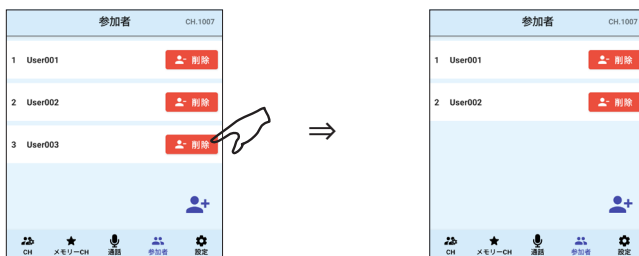 参加者 CH.1007
1 User001 削除
2 User002 削除
3 User003 削除
CH メモリーCH 通話 参加者 設定
⇒
参加者 CH.1007
1 User001 削除
2 User002 削除
CH メモリーCH 通話 参加者 設定